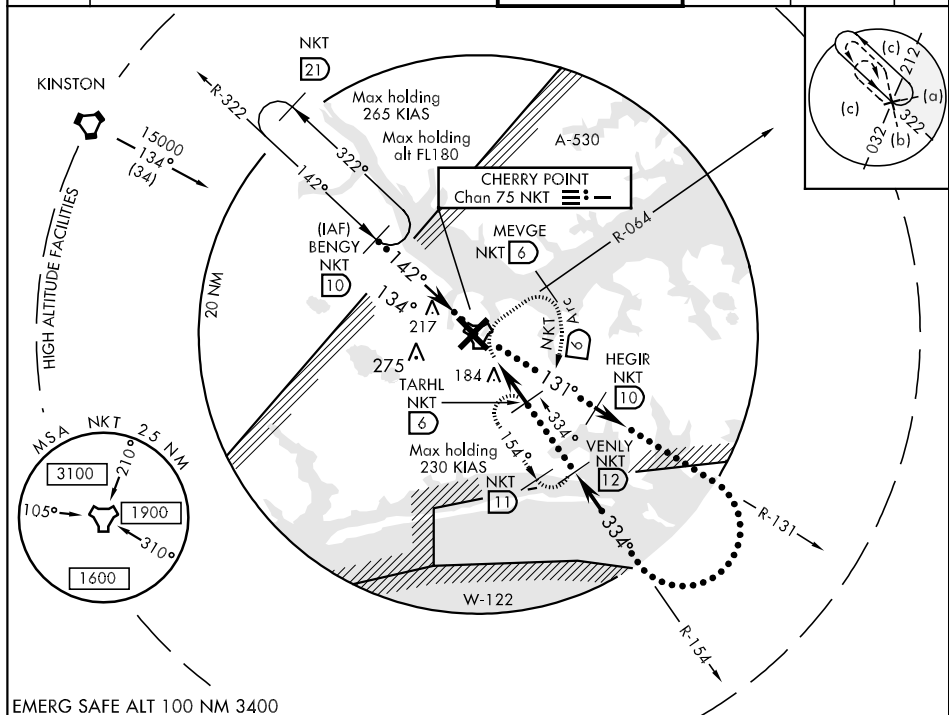 NKT
21
KINSTON
R-322
15000
134°
(34)
Max holding
265 KIAS
Max holding
alt FL180
322°
142°
A-530
CHERRY POINT
Chan 75 NKT
(IAF)
BENGY
NKT
10
142°
134°
MEVGE
NKT 6
R-064
NKT 6 Arc
20 NM
HIGH ALTITUDE FACILITIES
217
275
184
TARHL
NKT
6
131°
HEGIR
NKT
10
334°
154°
Max holding
230 KIAS
VENLY
NKT
12
NKT
11
334°
R-131
R-154
W-122
MSA NKT 25 NM
3100
210°
105°
1900
310°
1600
(c)
212
(a)
(c)
322
(b)
032
EMERG SAFE ALT 100 NM 3400